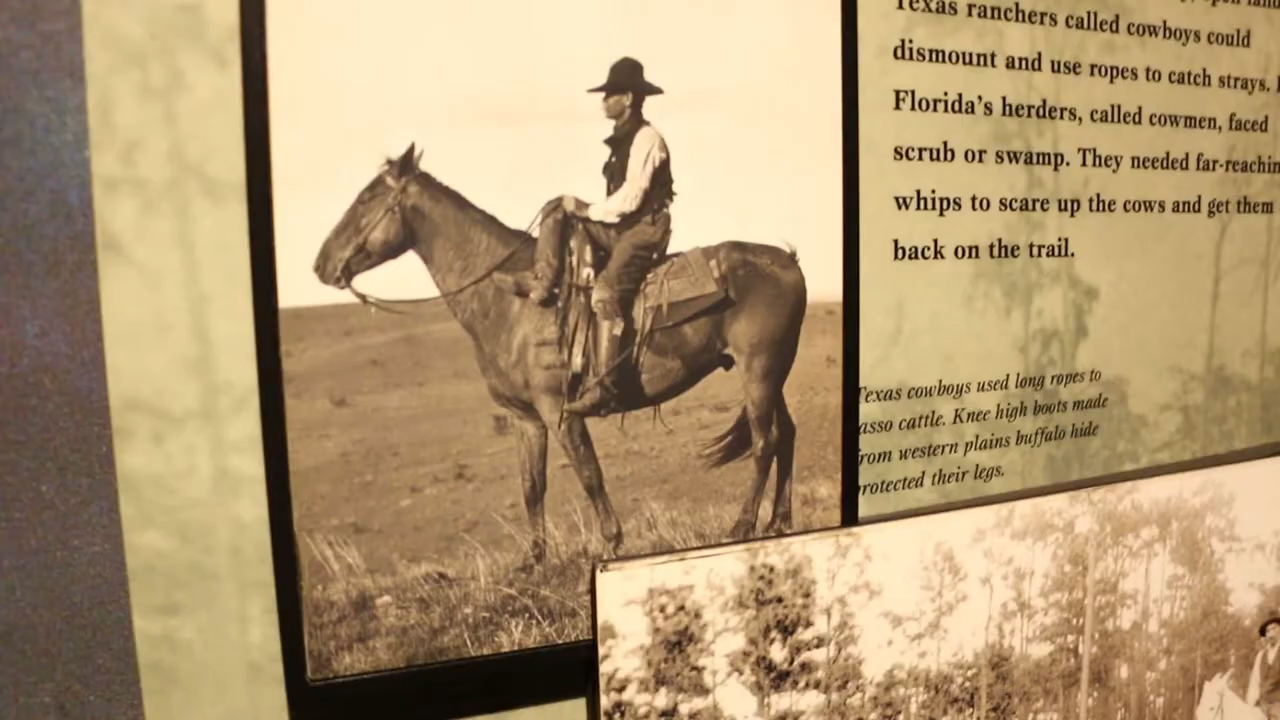 Texas ranchers called cowboys could
dismount and use ropes to catch strays.
Florida's herders, called cowmen, faced
scrub or swamp. They needed far-reachin
whips to scare up the cows and get them
back on the trail.
Texas cowboys used long ropes to
asso cattle. Knee high boots made
rom western plains buffalo hide
rotected their legs.